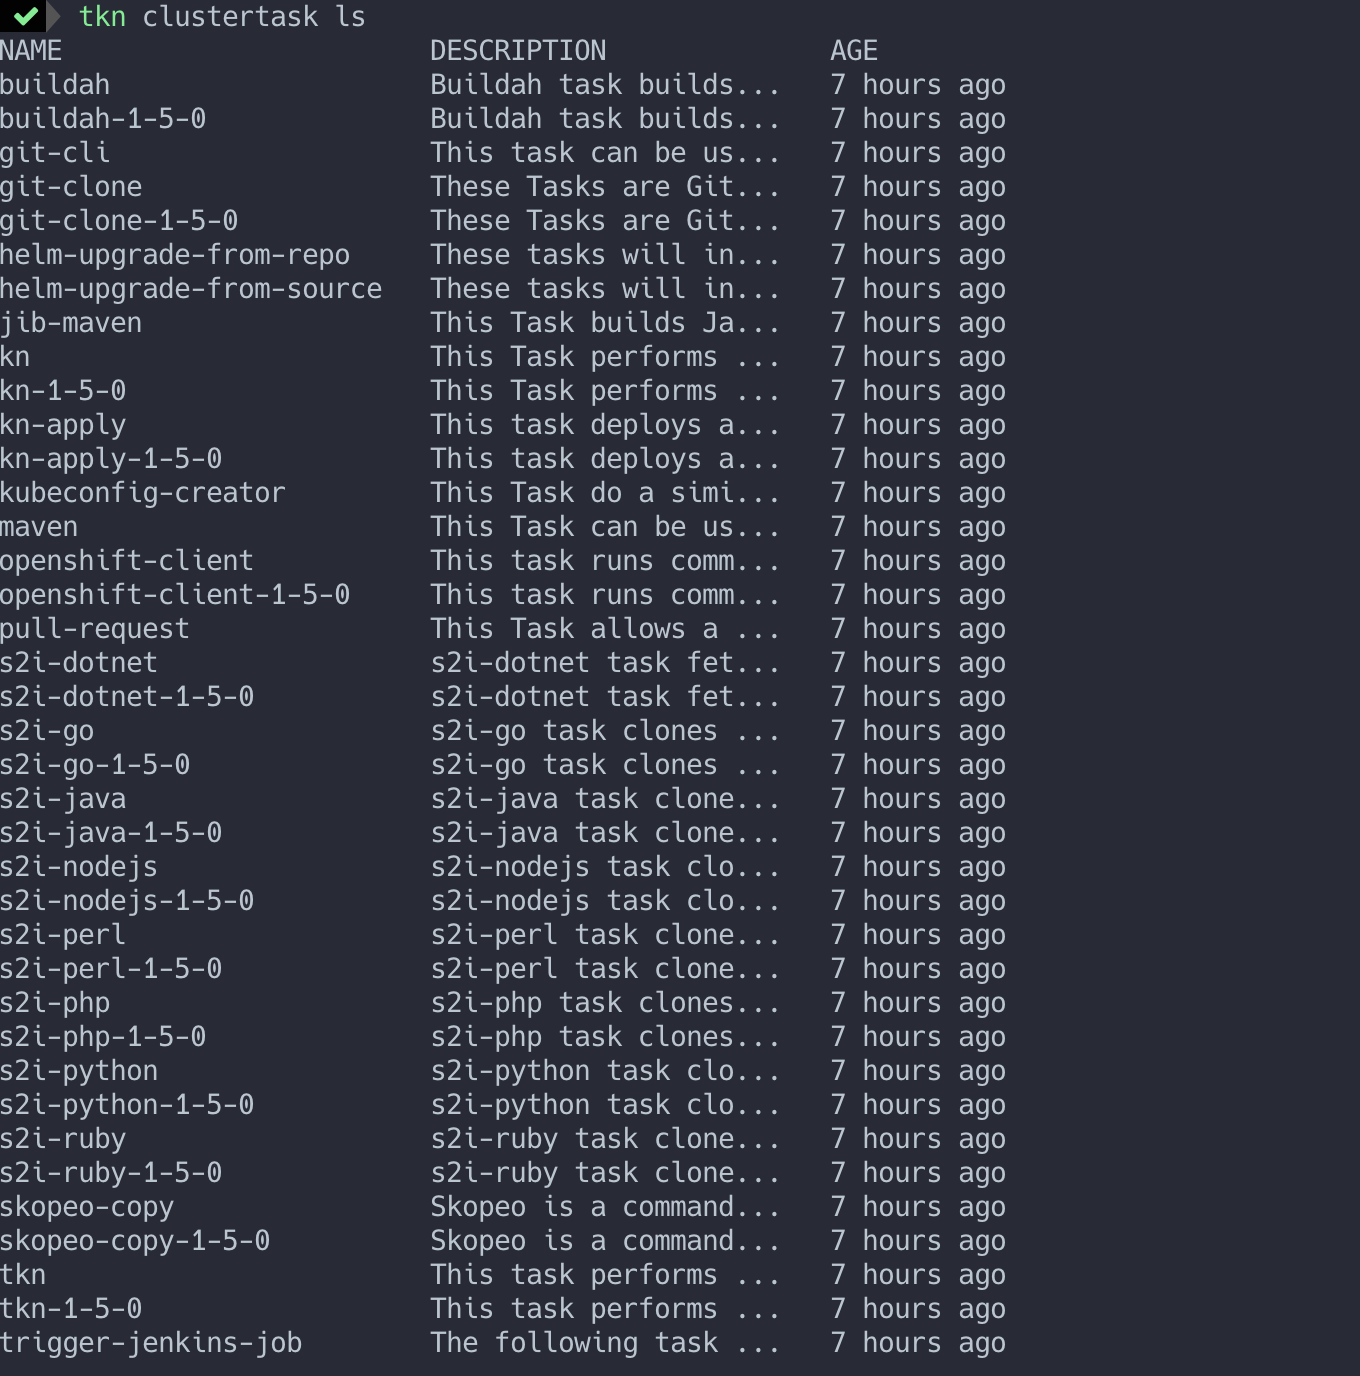 tkn clustertask ls
NAME DESCRIPTION AGE
buildah Buildah task builds... 7 hours ago
buildah-1-5-0 Buildah task builds... 7 hours ago
git-cli This task can be us... 7 hours ago
git-clone These Tasks are Git... 7 hours ago
git-clone-1-5-0 These Tasks are Git... 7 hours ago
helm-upgrade-from-repo These tasks will in... 7 hours ago
helm-upgrade-from-source These tasks will in... 7 hours ago
jib-maven This Task builds Ja... 7 hours ago
kn This Task performs ... 7 hours ago
kn-1-5-0 This Task performs ... 7 hours ago
kn-apply This task deploys a... 7 hours ago
kn-apply-1-5-0 This task deploys a... 7 hours ago
kubeconfig-creator This Task do a simi... 7 hours ago
maven This Task can be us... 7 hours ago
openshift-client This task runs comm... 7 hours ago
openshift-client-1-5-0 This task runs comm... 7 hours ago
pull-request This Task allows a ... 7 hours ago
s2i-dotnet s2i-dotnet task fet... 7 hours ago
s2i-dotnet-1-5-0 s2i-dotnet task fet... 7 hours ago
s2i-go s2i-go task clones ... 7 hours ago
s2i-go-1-5-0 s2i-go task clones ... 7 hours ago
s2i-java s2i-java task clone... 7 hours ago
s2i-java-1-5-0 s2i-java task clone... 7 hours ago
s2i-nodejs s2i-nodejs task clo... 7 hours ago
s2i-nodejs-1-5-0 s2i-nodejs task clo... 7 hours ago
s2i-perl s2i-perl task clone... 7 hours ago
s2i-perl-1-5-0 s2i-perl task clone... 7 hours ago
s2i-php s2i-php task clones... 7 hours ago
s2i-php-1-5-0 s2i-php task clones... 7 hours ago
s2i-python s2i-python task clo... 7 hours ago
s2i-python-1-5-0 s2i-python task clo... 7 hours ago
s2i-ruby s2i-ruby task clone... 7 hours ago
s2i-ruby-1-5-0 s2i-ruby task clone... 7 hours ago
skopeo-copy Skopeo is a command... 7 hours ago
skopeo-copy-1-5-0 Skopeo is a command... 7 hours ago
tkn This task performs ... 7 hours ago
tkn-1-5-0 This task performs ... 7 hours ago
trigger-jenkins-job The following task ... 7 hours ago